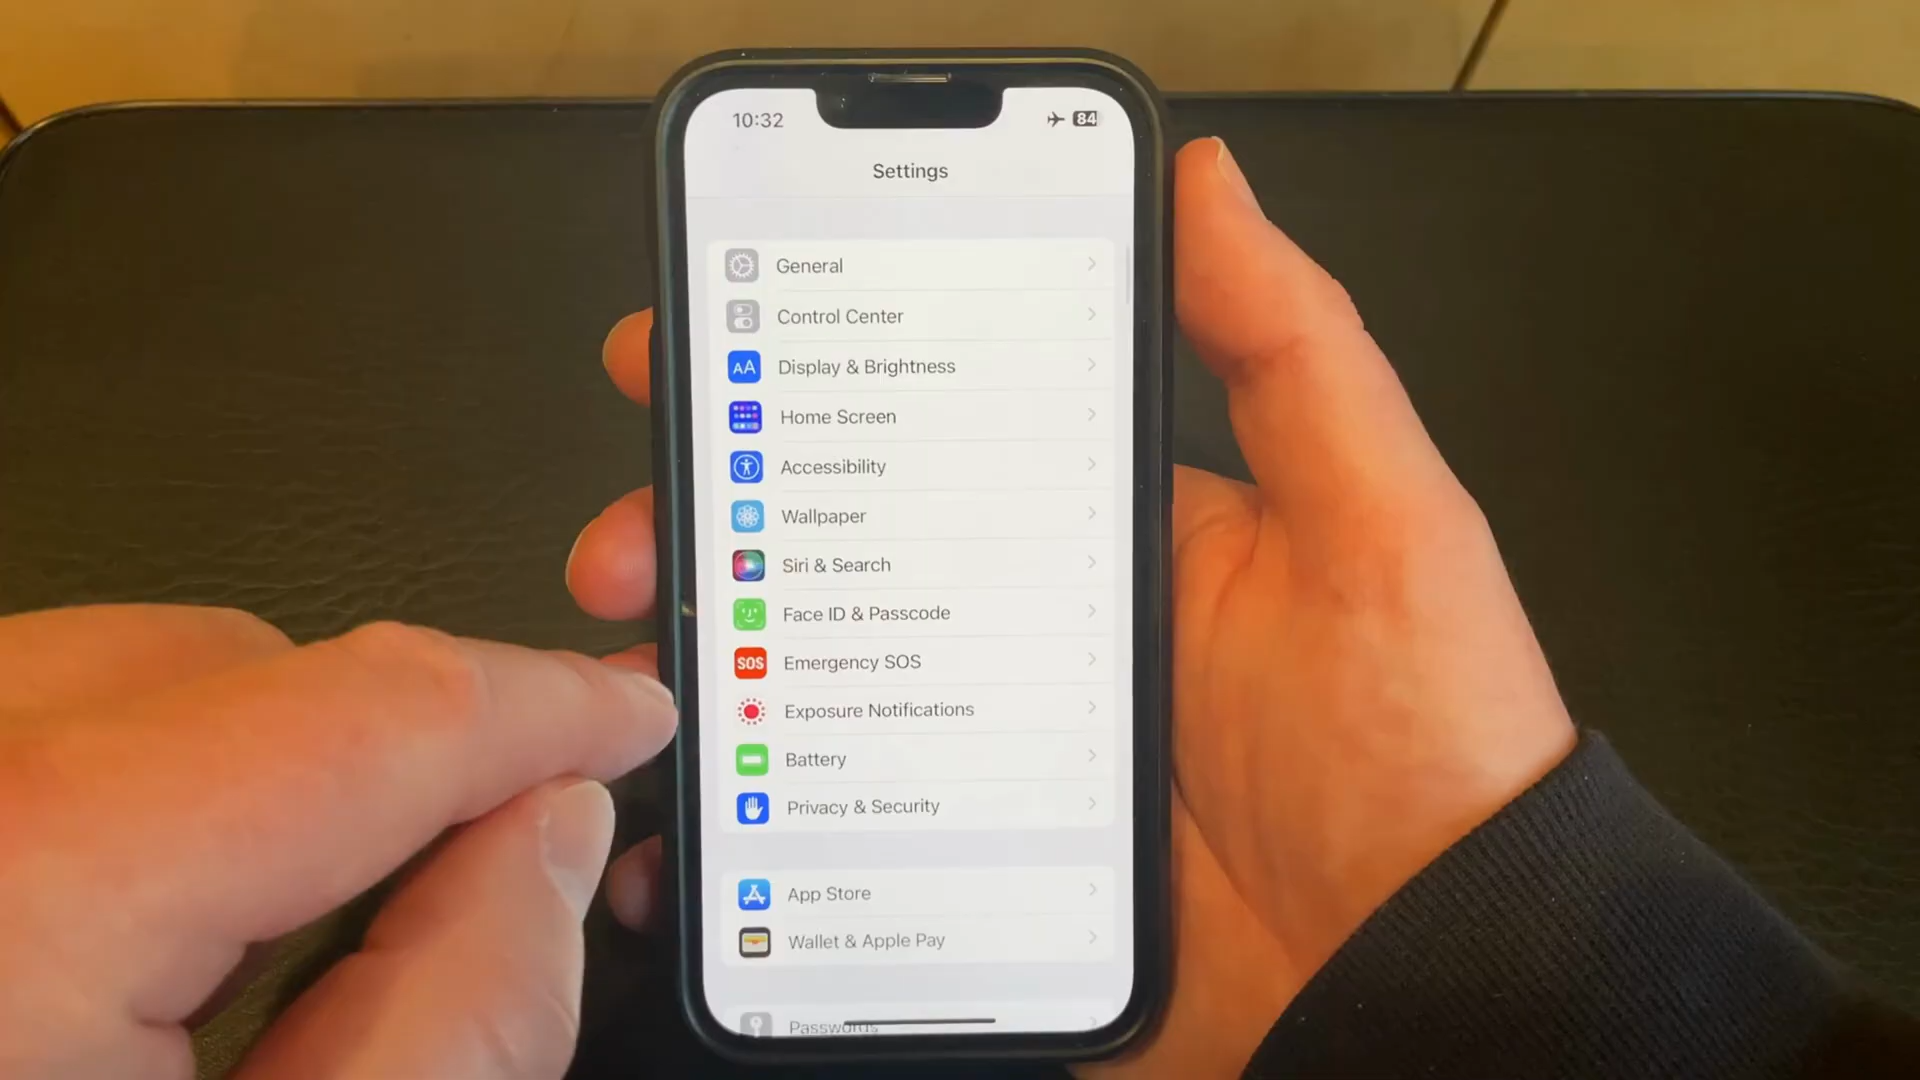 10:32
84
Settings
General
Control Center
AA Display & Brightness
Home Screen
Accessibility
Wallpaper
Siri & Search
Face ID & Passcode
SOS Emergency SOS
Exposure Notifications
Battery
Privacy & Security
App Store
Wallet & Apple Pay
Passwords